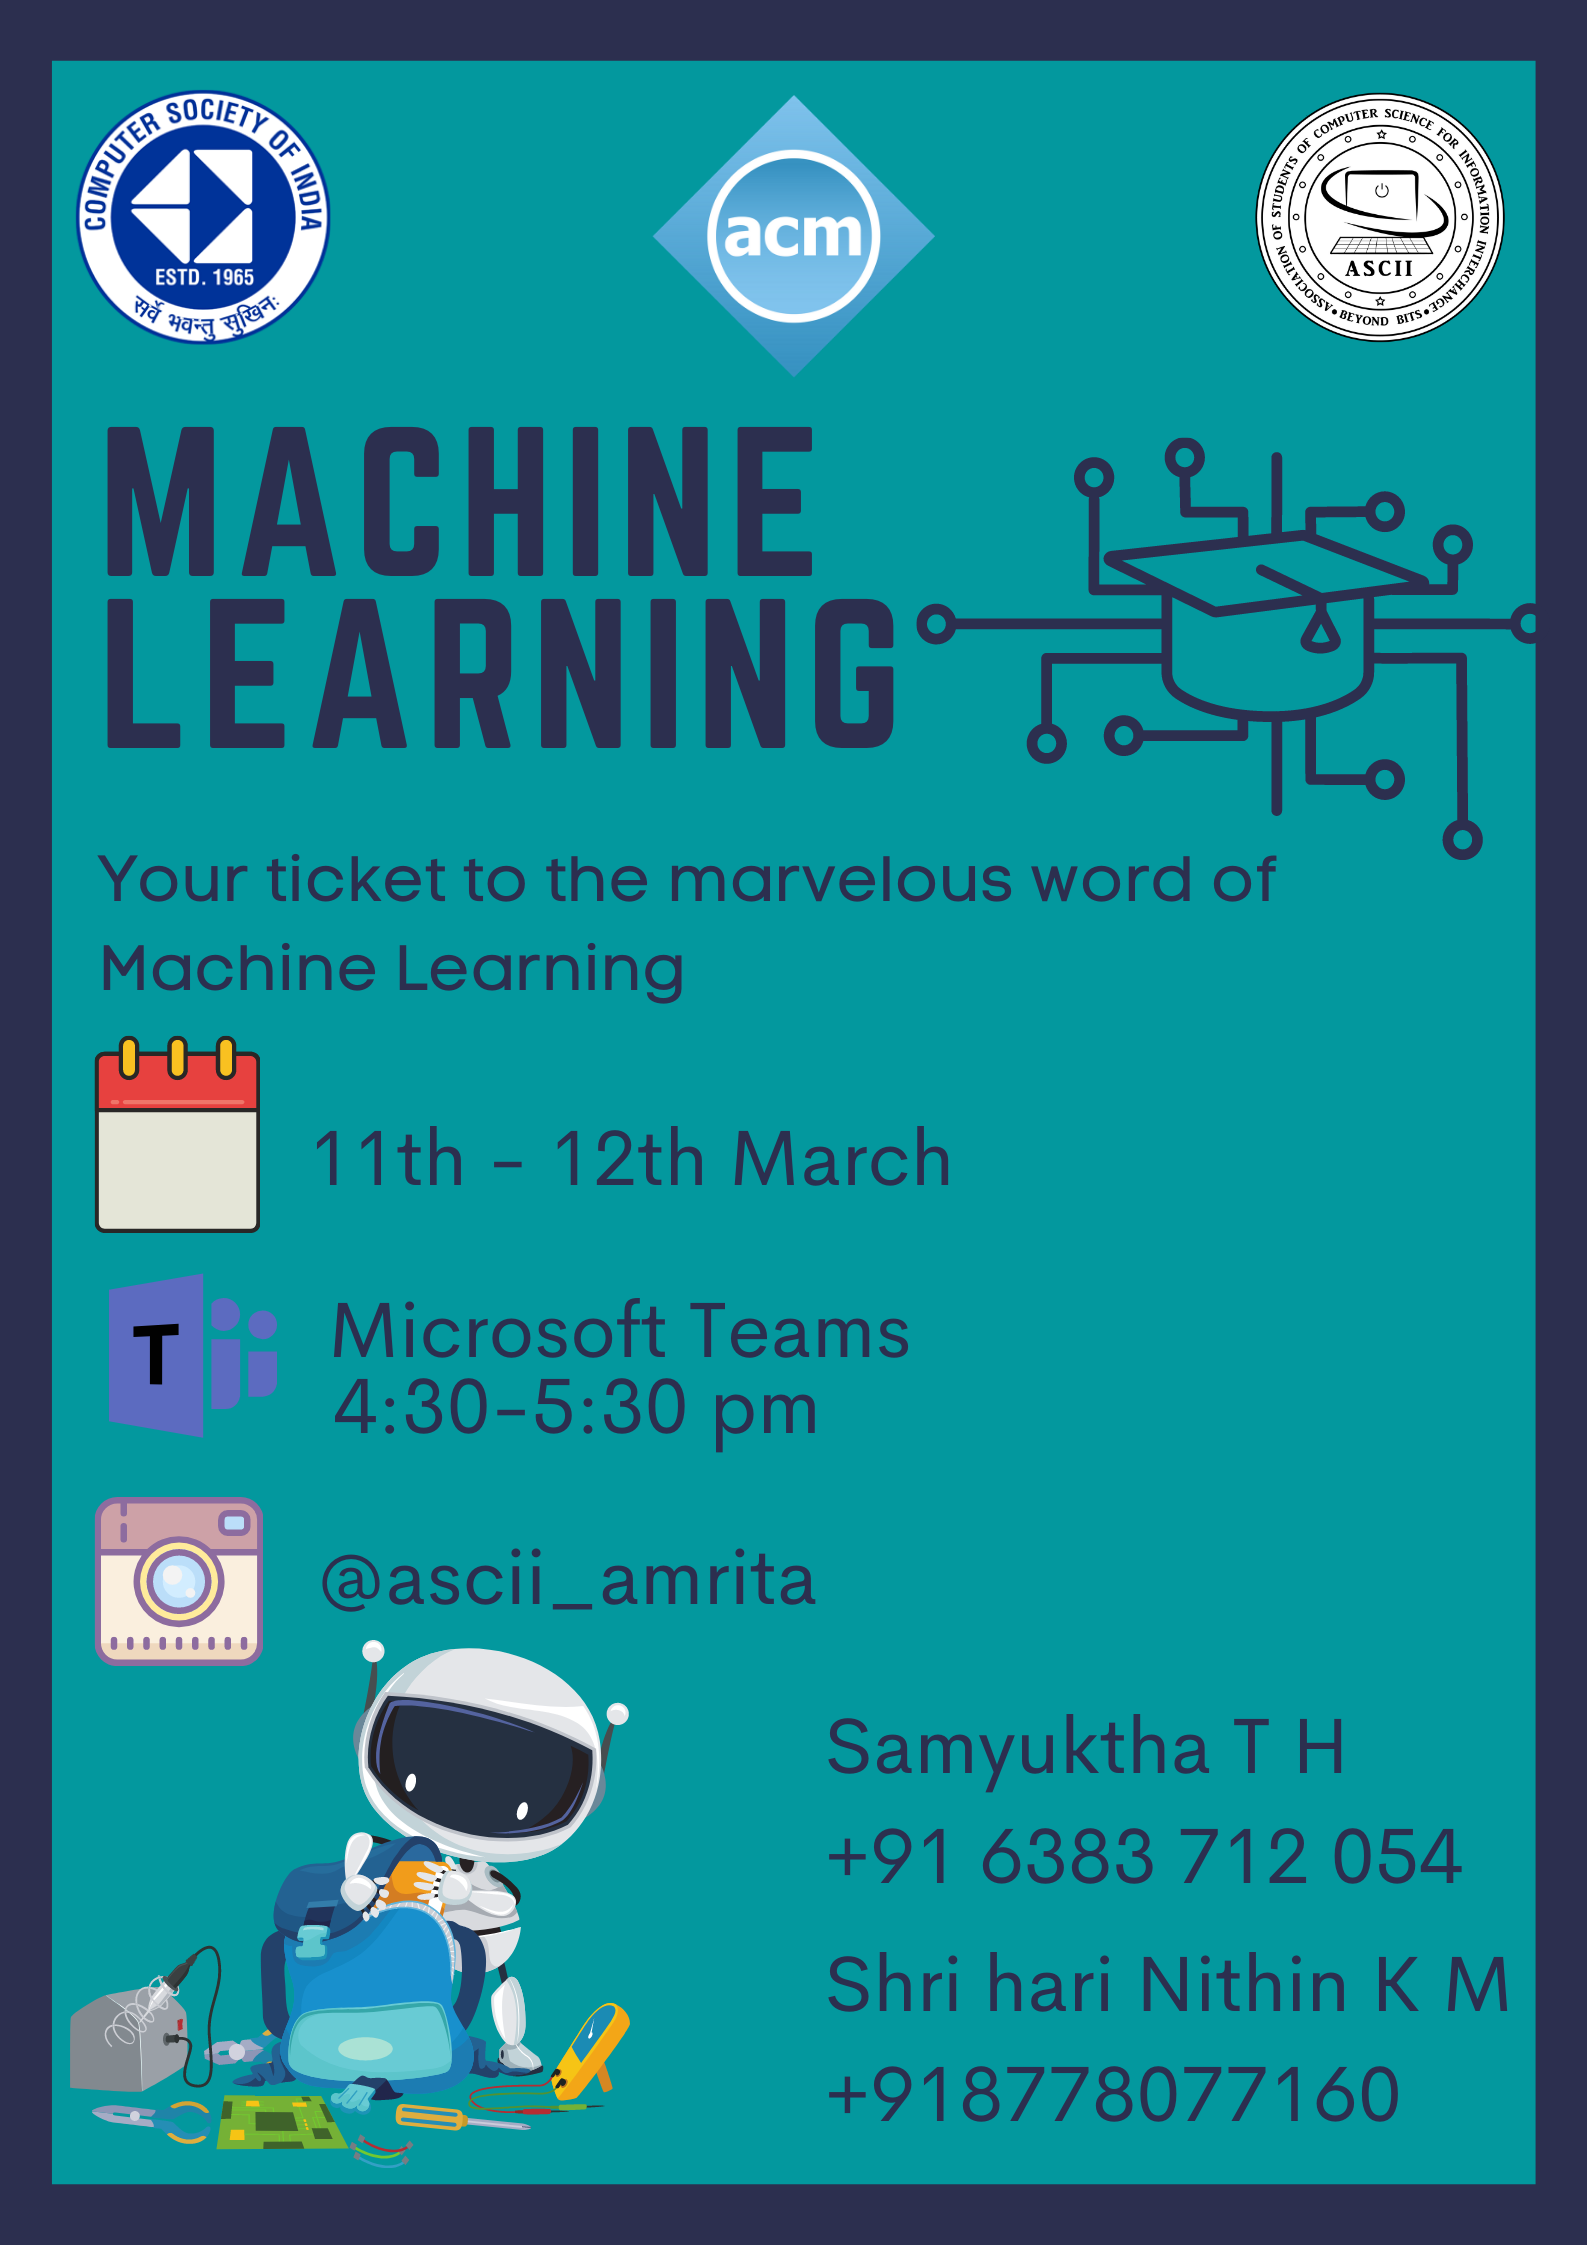 COMPUTER SOCIETY OF INDIA
ESTD. 1965
सर्वे भवन्तु सुखिनः
acm
ASSOCIATION OF STUDENTS OF COMPUTER SCIENCE FOR INFORMATION INTERCHANGE
ASCII
• BEYOND BITS •
MACHINE
LEARNING
Your ticket to the marvelous word of
Machine Learning
11th - 12th March
T
Microsoft Teams
4:30-5:30 pm
@ascii_amrita
Samyuktha T H
+91 6383 712 054
Shri hari Nithin K M
+918778077160